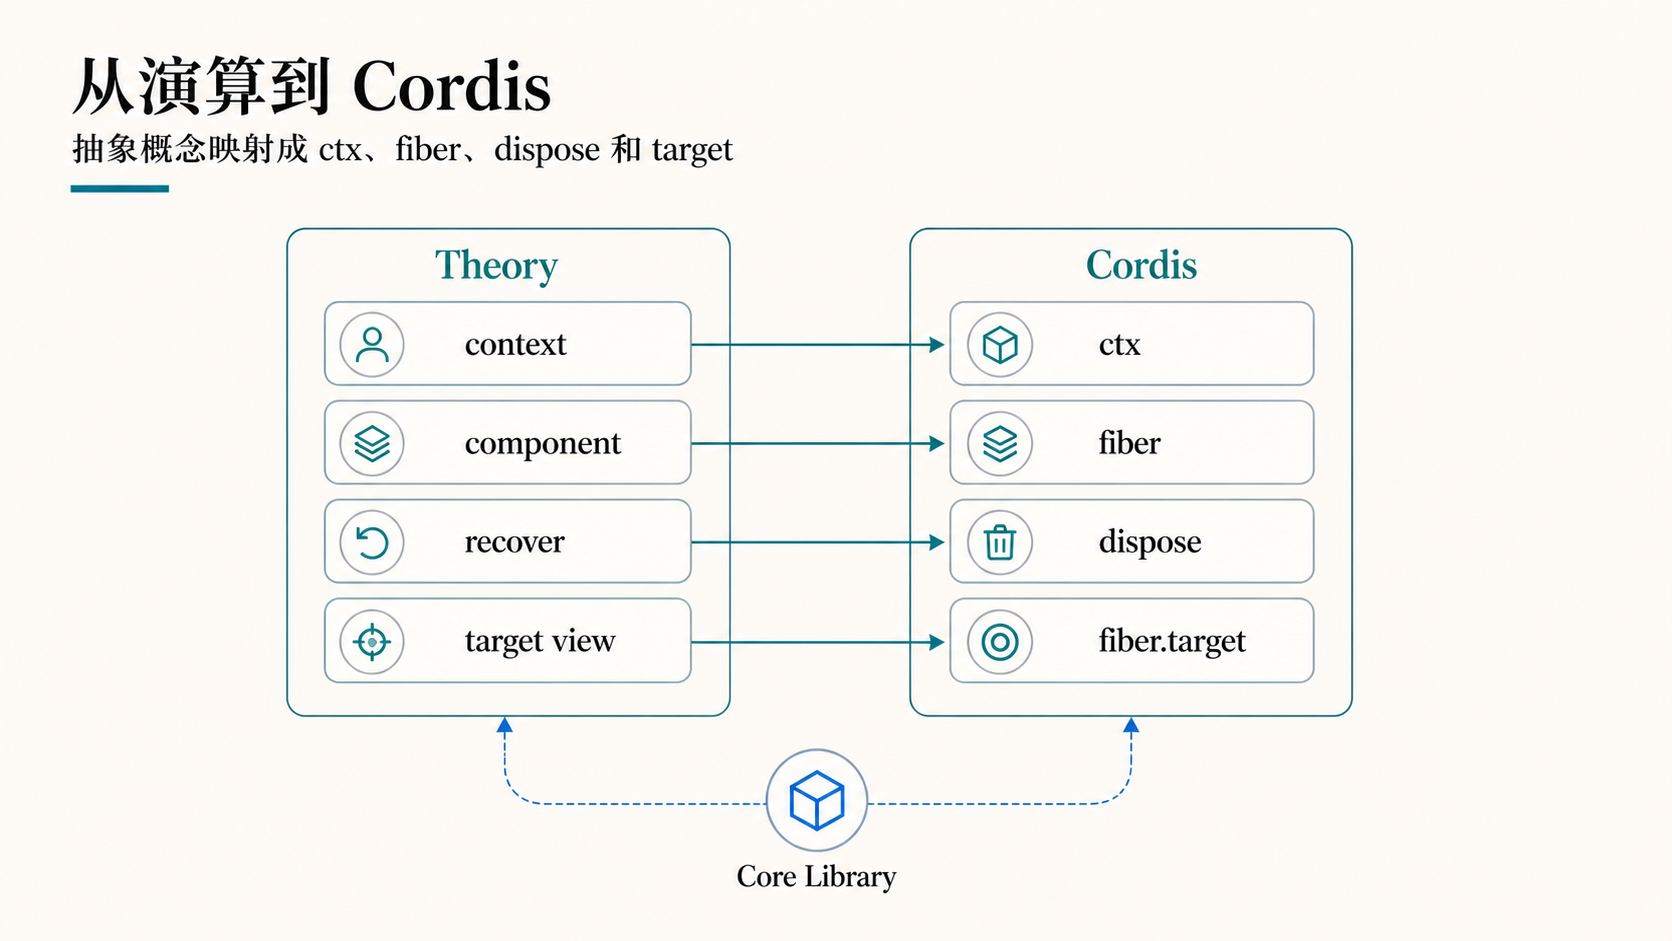 从演算到 Cordis
抽象概念映射成 ctx、fiber、dispose 和 target
Theory
context
component
recover
target view
Cordis
ctx
fiber
dispose
fiber.target
Core Library